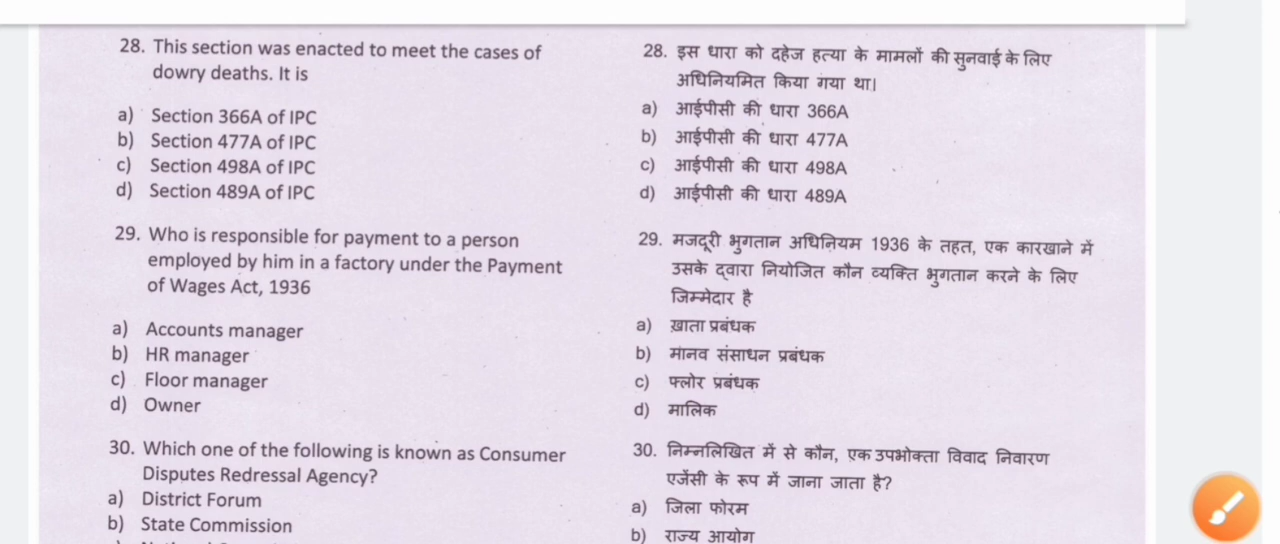 28. This section was enacted to meet the cases of
dowry deaths. It is
a) Section 366A of IPC
b) Section 477A of IPC
c) Section 498A of IPC
d) Section 489A of IPC
29. Who is responsible for payment to a person
employed by him in a factory under the Payment
of Wages Act, 1936
a) Accounts manager
b) HR manager
c) Floor manager
d) Owner
30. Which one of the following is known as Consumer
Disputes Redressal Agency?
a) District Forum
b) State Commission
28. इस धारा को दहेज हत्या के मामलों की सुनवाई के लिए
अधिनियमित किया गया था।
a) आईपीसी की धारा 366A
b) आईपीसी की धारा 477A
c) आईपीसी की धारा 498A
d) आईपीसी की धारा 489A
29. मजदूरी भुगतान अधिनियम 1936 के तहत, एक कारखाने में
उसके द्वारा नियोजित कौन व्यक्ति भुगतान करने के लिए
जिम्मेदार है
a) ख़ाता प्रबंधक
b) मानव संसाधन प्रबंधक
c) फ्लोर प्रबंधक
d) मालिक
30. निम्नलिखित में से कौन, एक उपभोक्ता विवाद निवारण
एजेंसी के रूप में जाना जाता है?
a) जिला फोरम
b) राज्य आयोग